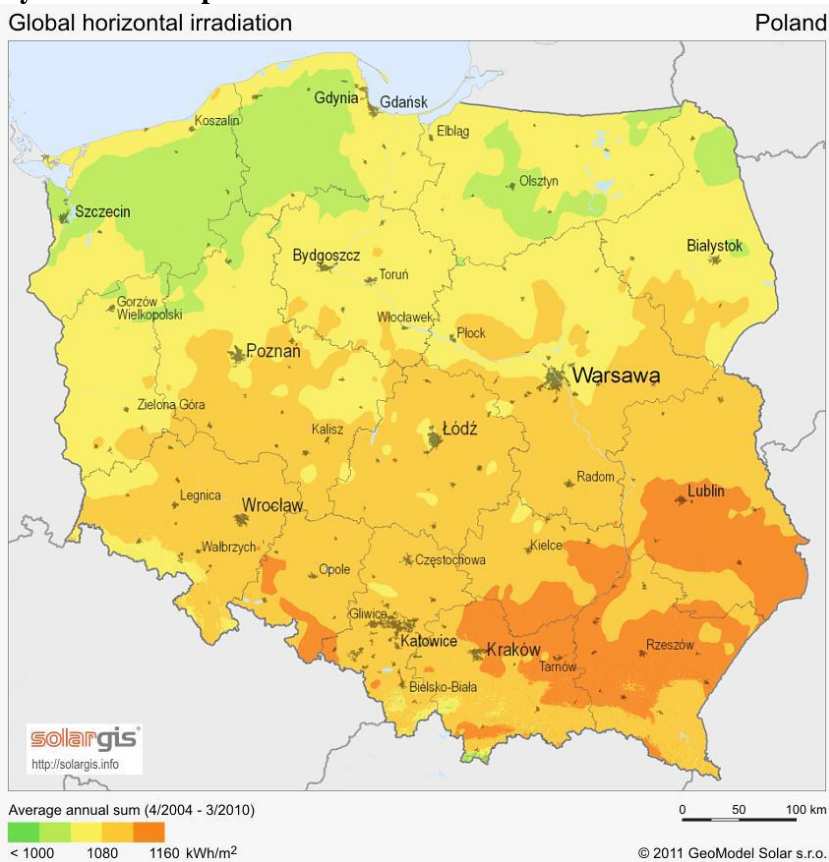 Global horizontal irradiation
Poland
Gdynia
Gdańsk
Koszalin
Elbląg
Olsztyn
Szczecin
Białystok
Bydgoszcz
Toruń
Gorzów
Wielkopolski
Włocławek
Płock
Poznań
Warsawa
Zielona Góra
Kalisz
Łódź
Radom
Lublin
Legnica
Wrocław
Wałbrzych
Kielce
Częstochowa
Opole
Gliwice
Katowice
Kraków
Tarnów
Rzeszów
Bielsko-Biała
solargis
http://solargis.info
Average annual sum (4/2004 - 3/2010)
0 50 100 km
< 1000 1080 1160 kWh/m²
© 2011 GeoModel Solar s.r.o.